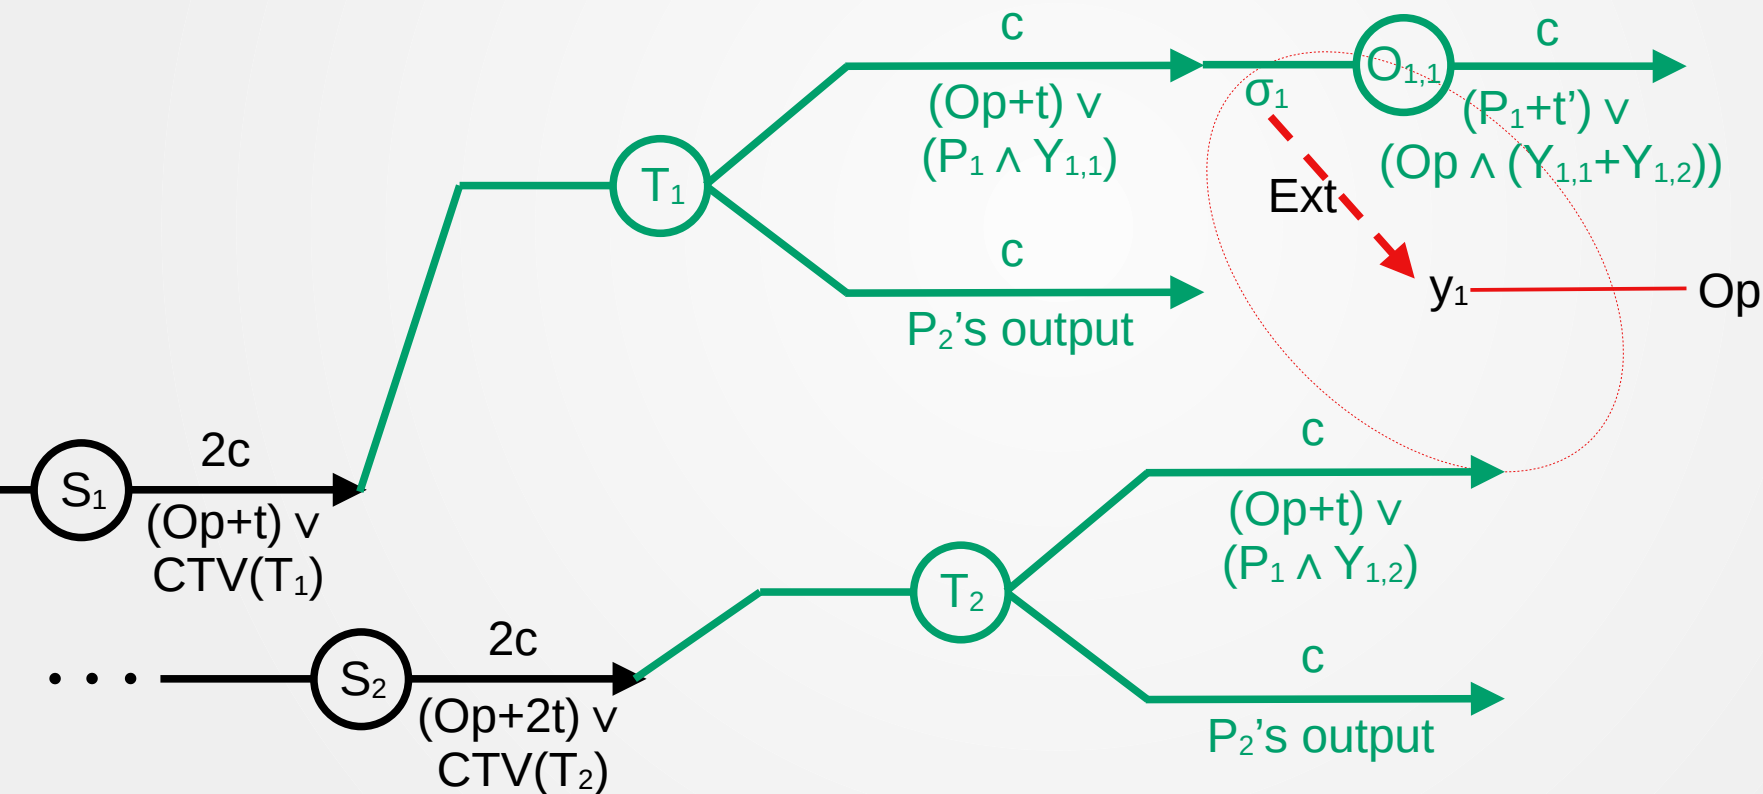 c
c
O₁,₁
(Op+t) ∨
(P₁ ∧ Y₁,₁)
σ₁
(P₁+t’) ∨
(Op ∧ (Y₁,₁+Y₁,₂))
T₁
Ext
c
P₂’s output
y₁
Op
2c
S₁
(Op+t) ∨
CTV(T₁)
c
(Op+t) ∨
(P₁ ∧ Y₁,₂)
T₂
2c
• • •
S₂
(Op+2t) ∨
CTV(T₂)
c
P₂’s output